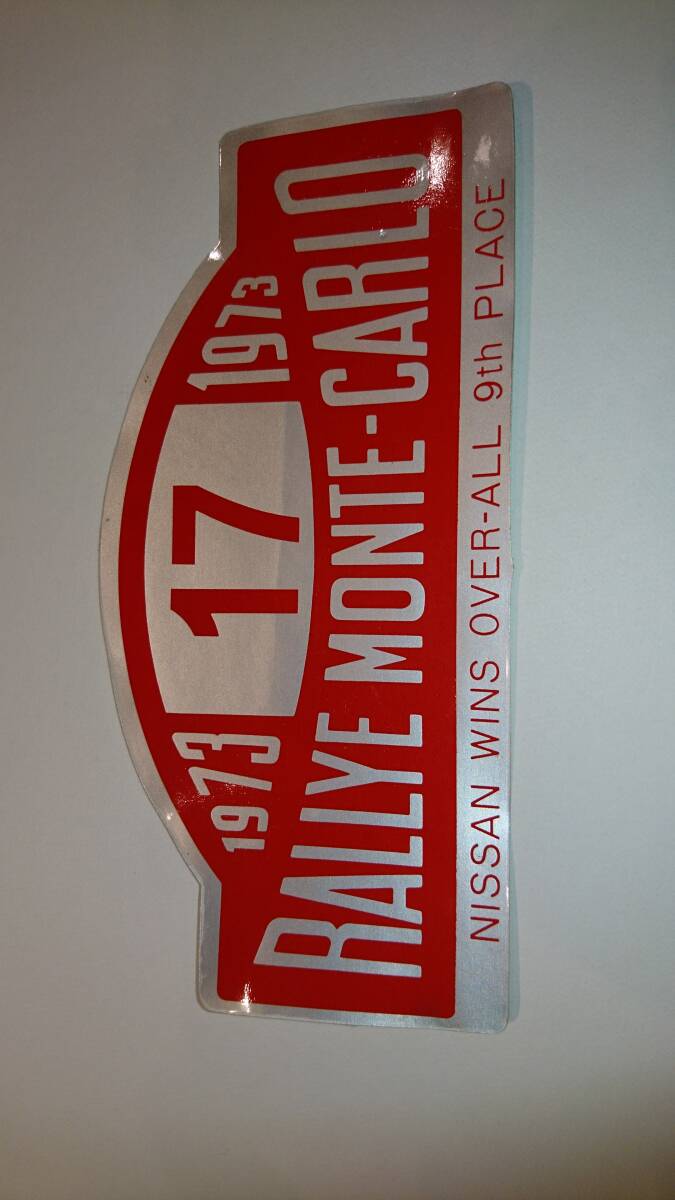 1973 17 1973
RALLYE MONTE-CARLO
NISSAN WINS OVER-ALL 9th PLACE